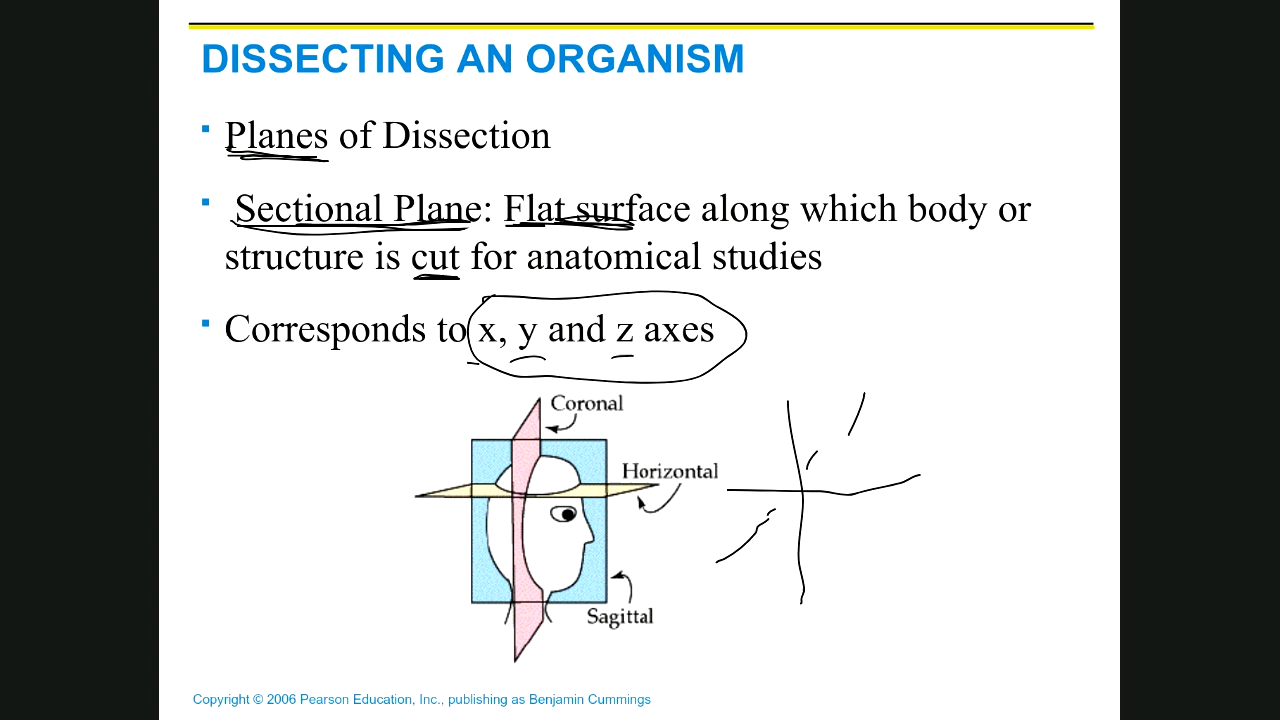 DISSECTING AN ORGANISM
Planes of Dissection
Sectional Plane: Flat surface along which body or
structure is cut for anatomical studies
Corresponds to x, y and z axes
Coronal
Horizontal
Sagittal
Copyright © 2006 Pearson Education, Inc., publishing as Benjamin Cummings